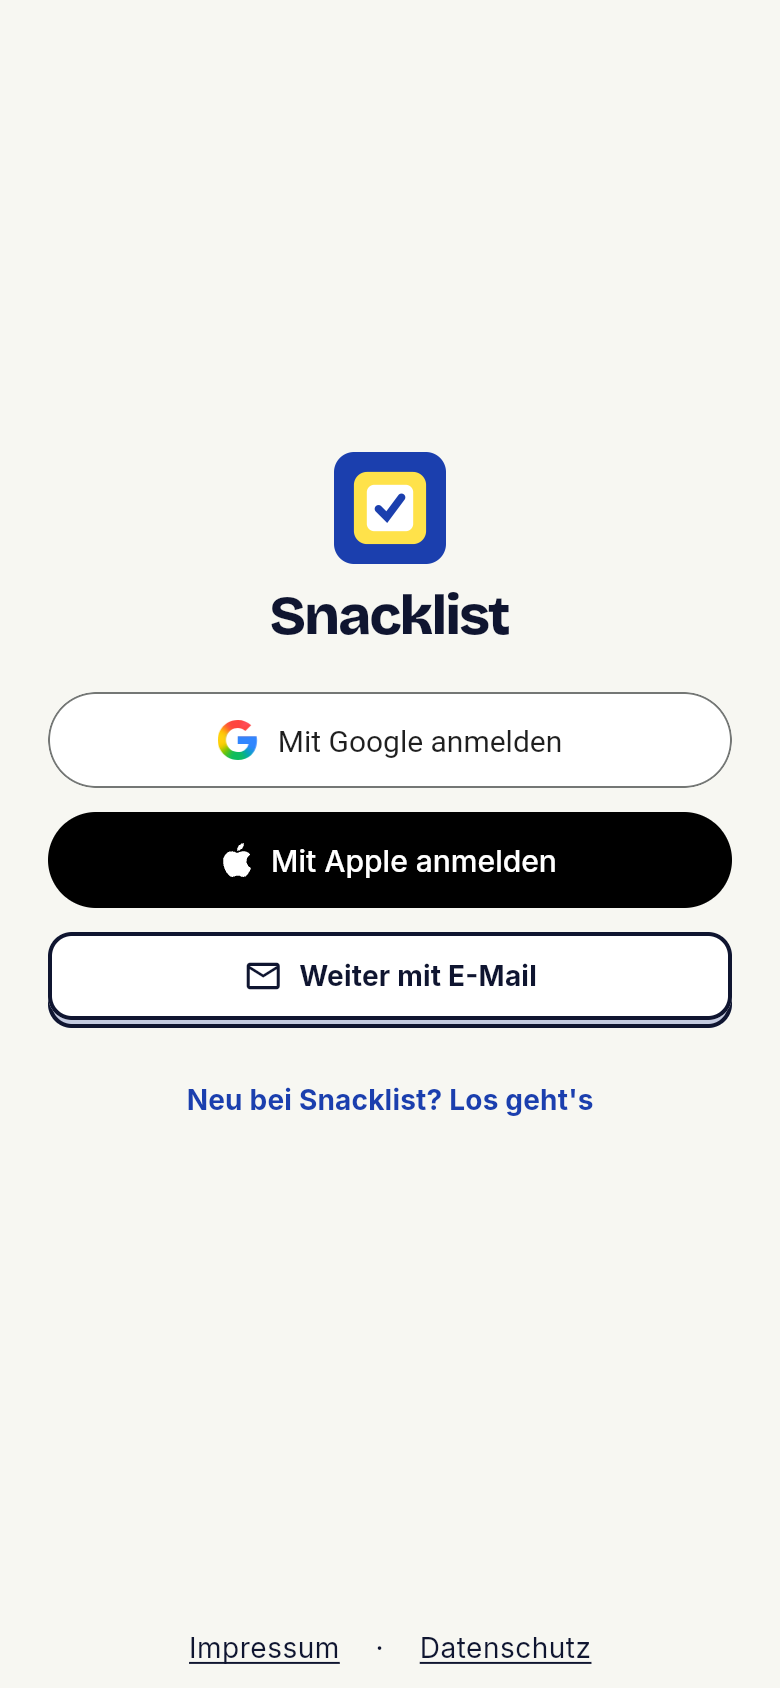 Snacklist
Mit Google anmelden
Mit Apple anmelden
Weiter mit E-Mail
Neu bei Snacklist? Los geht's
Impressum · Datenschutz